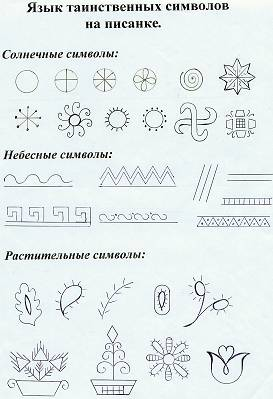 Язык таинственных символов
на писанке.
Солнечные символы:
Небесные символы:
Растительные символы: